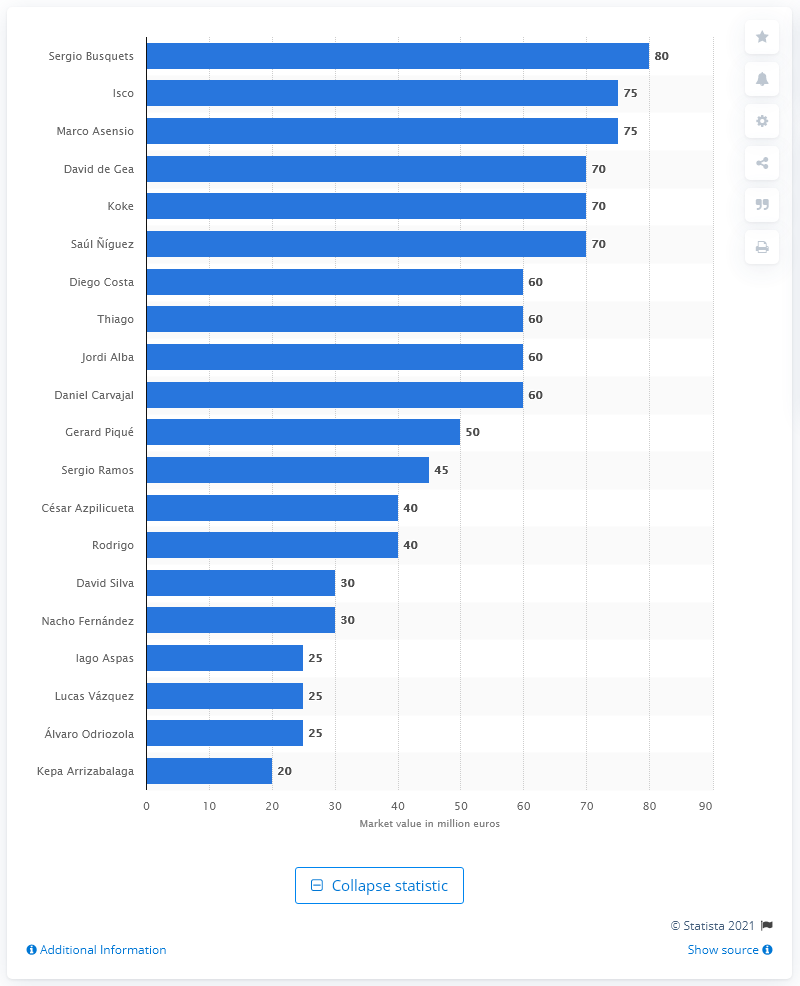 Sergio Busquets 80
Isco 75
Marco Asensio 75
David de Gea 70
Koke 70
Saúl Ñíguez 70
Diego Costa 60
Thiago 60
Jordi Alba 60
Daniel Carvajal 60
Gerard Piqué 50
Sergio Ramos 45
César Azpilicueta 40
Rodrigo 40
David Silva 30
Nacho Fernández 30
Iago Aspas 25
Lucas Vázquez 25
Álvaro Odriozola 25
Kepa Arrizabalaga 20
0 10 20 30 40 50 60 70 80 90
Market value in million euros
Collapse statistic
© Statista 2021
Additional Information
Show source